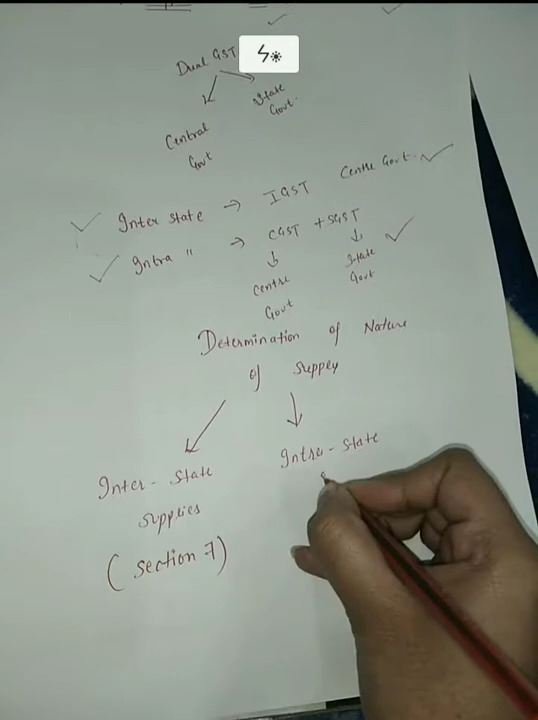 Dual GST
Central Govt
State Govt.
Inter state → IGST Centre Govt.
Intra " → CGST + SGST
Centre Govt
State Govt
Determination of Nature
of Suppey
Inter - State
Supplies
(Section 7)
Intra - State